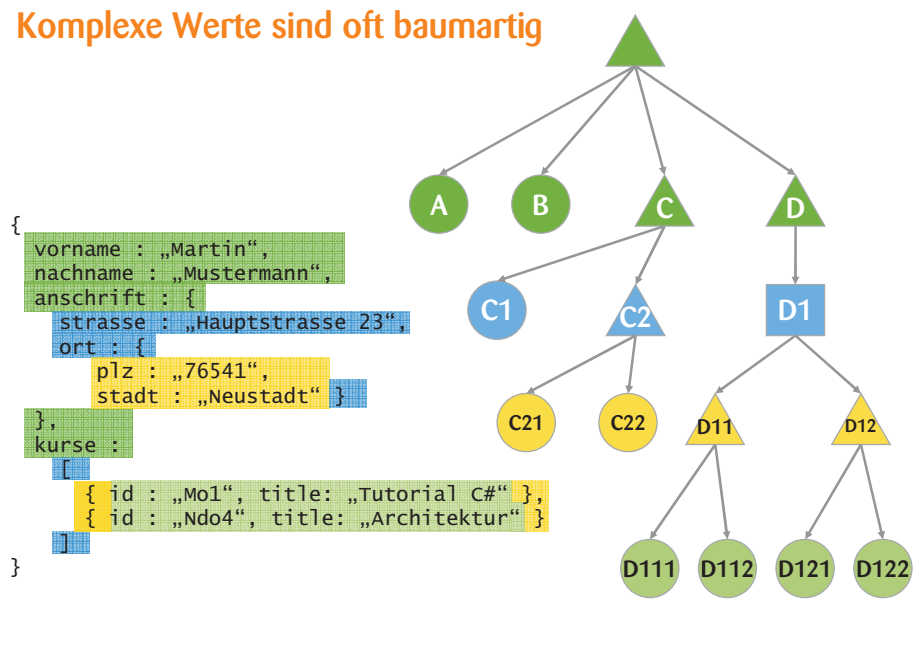 Komplexe Werte sind oft baumartig
{
vorname : „Martin“,
nachname : „Mustermann“,
anschrift : {
strasse : „Hauptstrasse 23“,
ort : {
plz : „76541“,
stadt : „Neustadt“ }
},
kurse :
[
{ id : „Mo1“, title: „Tutorial C#“ },
{ id : „Ndo4“, title: „Architektur“ }
]
}
A B C D
C1 C2 D1
C21 C22 D11 D12
D111 D112 D121 D122